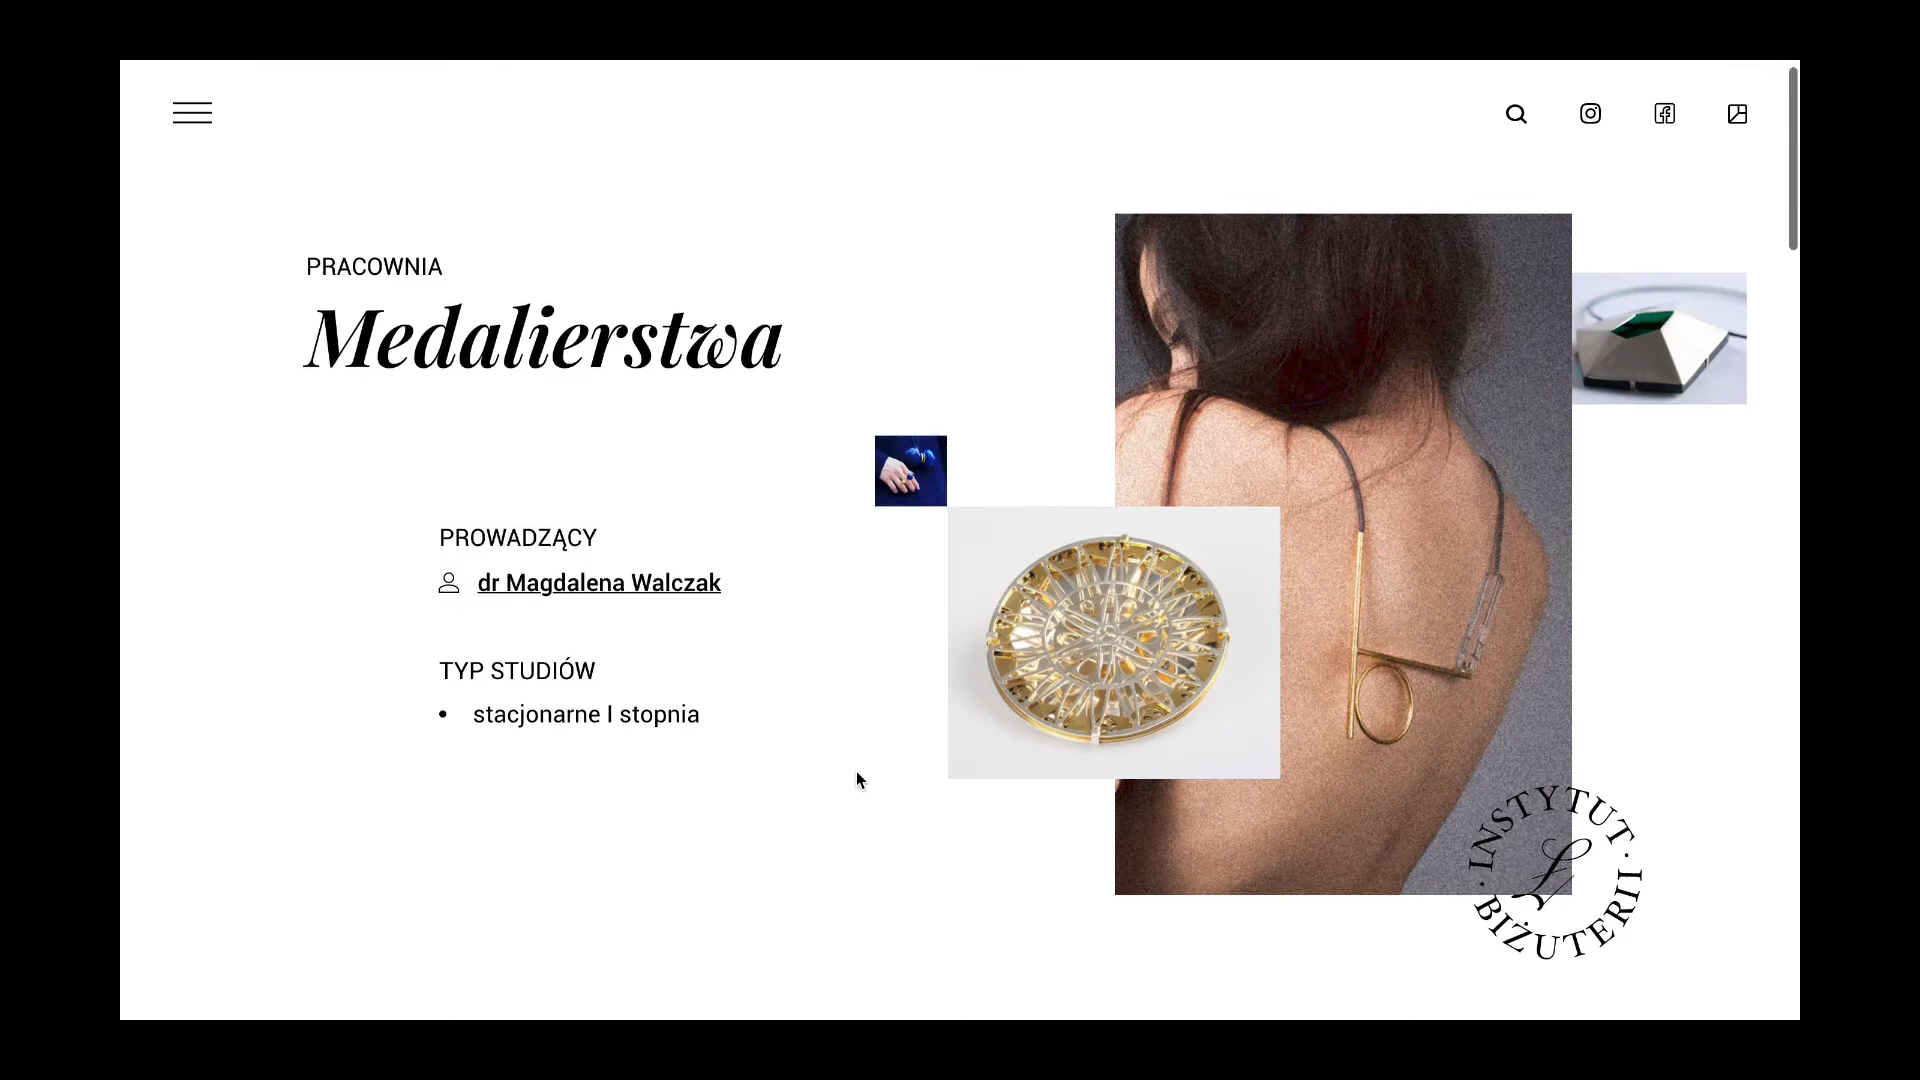 PRACOWNIA
Medalierstwa
PROWADZĄCY
dr Magdalena Walczak
TYP STUDIÓW
• stacjonarne I stopnia
· INSTYTUT ·
BIŻUTERII